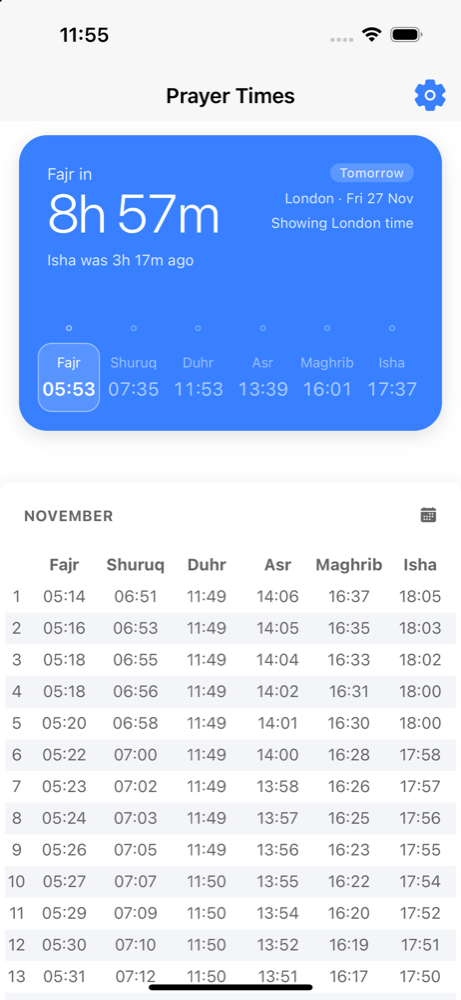 11:55
Prayer Times
Fajr in
Tomorrow
8h 57m
London · Fri 27 Nov
Showing London time
Isha was 3h 17m ago
Fajr Shuruq Duhr Asr Maghrib Isha
05:53 07:35 11:53 13:39 16:01 17:37
NOVEMBER
Fajr Shuruq Duhr Asr Maghrib Isha
1 05:14 06:51 11:49 14:06 16:37 18:05
2 05:16 06:53 11:49 14:05 16:35 18:03
3 05:18 06:55 11:49 14:04 16:33 18:02
4 05:18 06:56 11:49 14:02 16:31 18:00
5 05:20 06:58 11:49 14:01 16:30 18:00
6 05:22 07:00 11:49 14:00 16:28 17:58
7 05:23 07:02 11:49 13:58 16:26 17:57
8 05:24 07:03 11:49 13:57 16:25 17:56
9 05:26 07:05 11:49 13:56 16:23 17:55
10 05:27 07:07 11:50 13:55 16:22 17:54
11 05:29 07:09 11:50 13:54 16:20 17:52
12 05:30 07:10 11:50 13:52 16:19 17:51
13 05:31 07:12 11:50 13:51 16:17 17:50